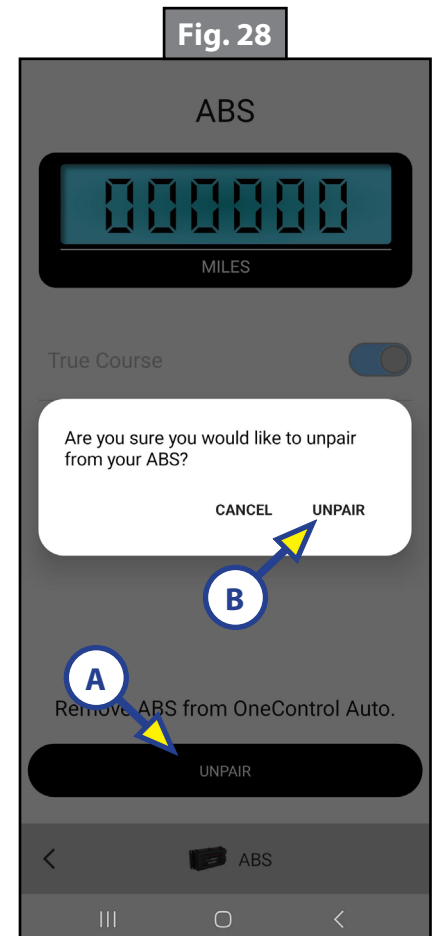 Fig. 28
ABS
000000
MILES
True Course
Are you sure you would like to unpair
from your ABS?
CANCEL UNPAIR
B
A
Remove ABS from OneControl Auto.
UNPAIR
ABS